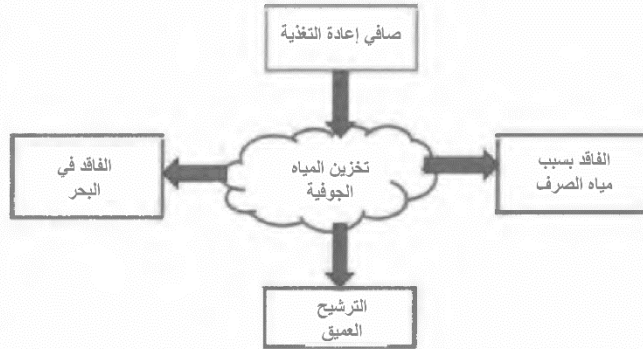 صافي إعادة التغذية
الفاقد بسبب
مياه الصرف
تخزين المياه
الجوفية
الفاقد في
البحر
الترشيح
العميق